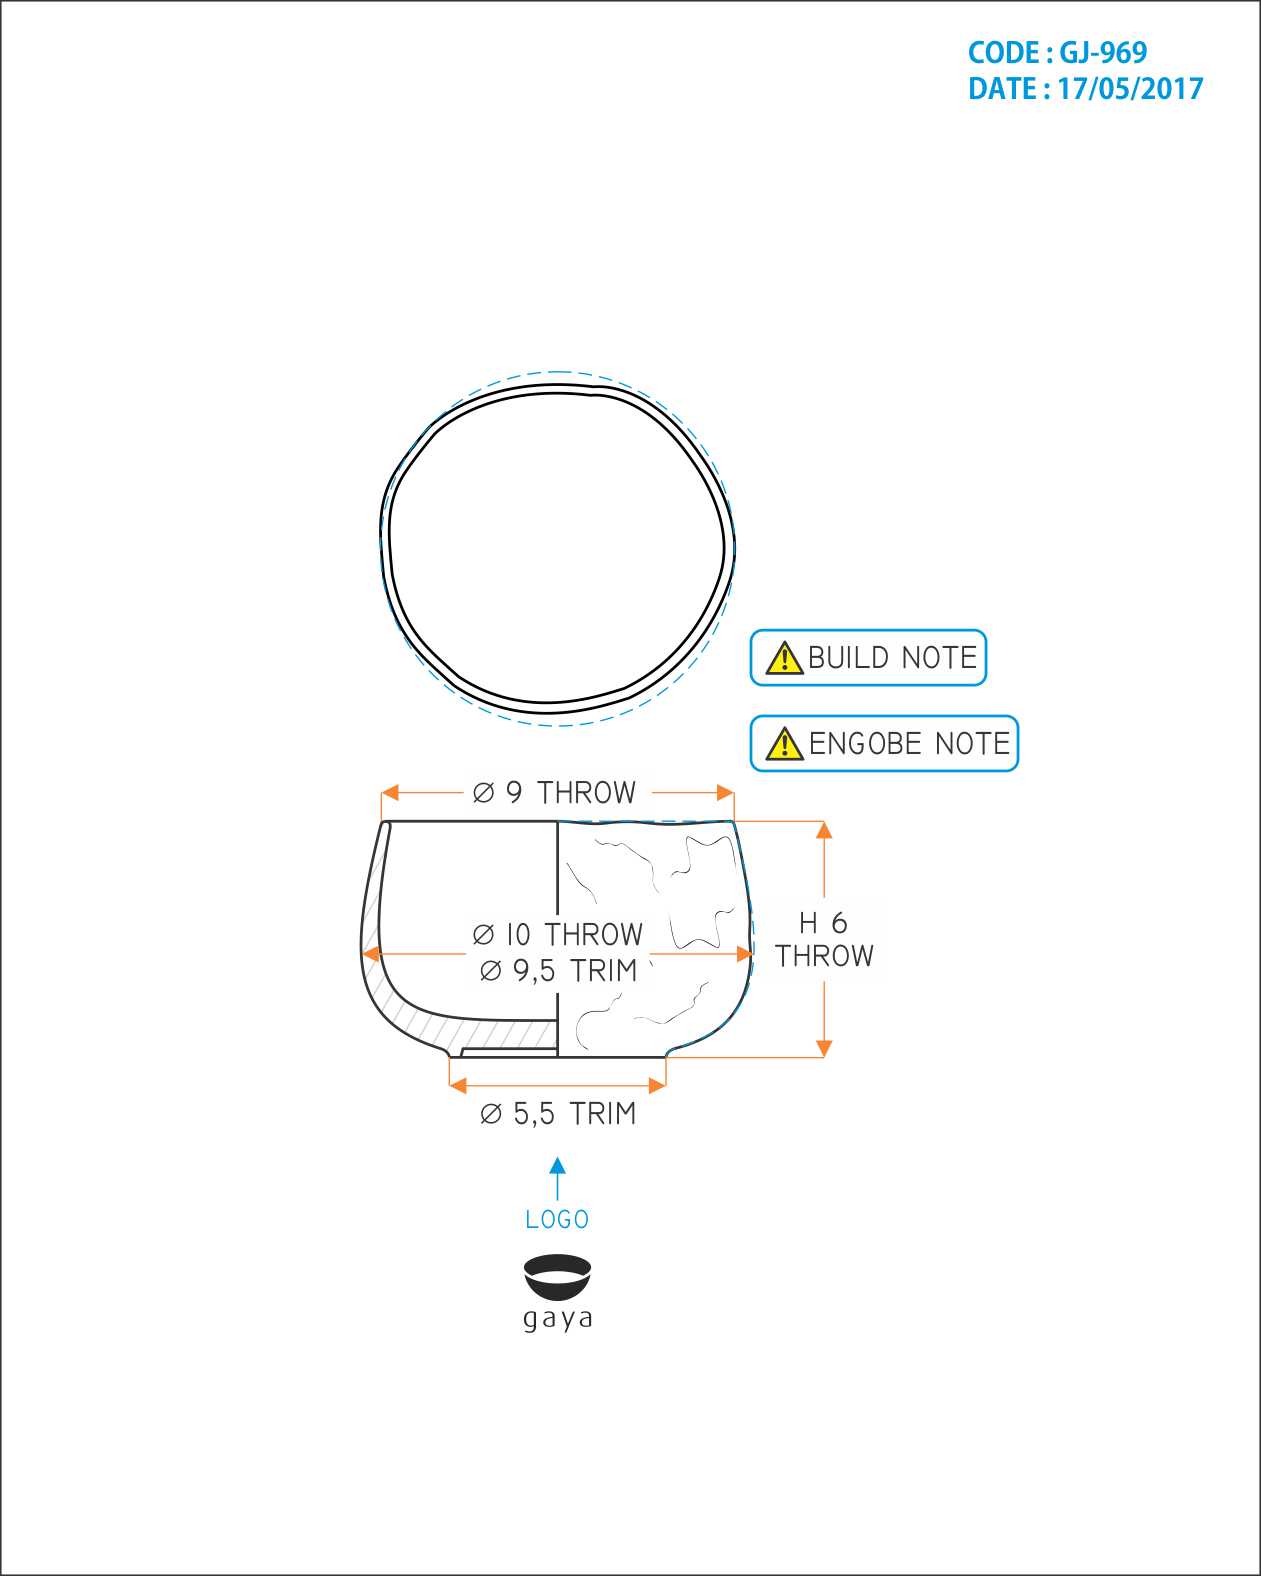 CODE : GJ-969
DATE : 17/05/2017
BUILD NOTE
ENGOBE NOTE
Ø 9 THROW
Ø 10 THROW
Ø 9,5 TRIM
H 6
THROW
Ø 5,5 TRIM
LOGO
gaya